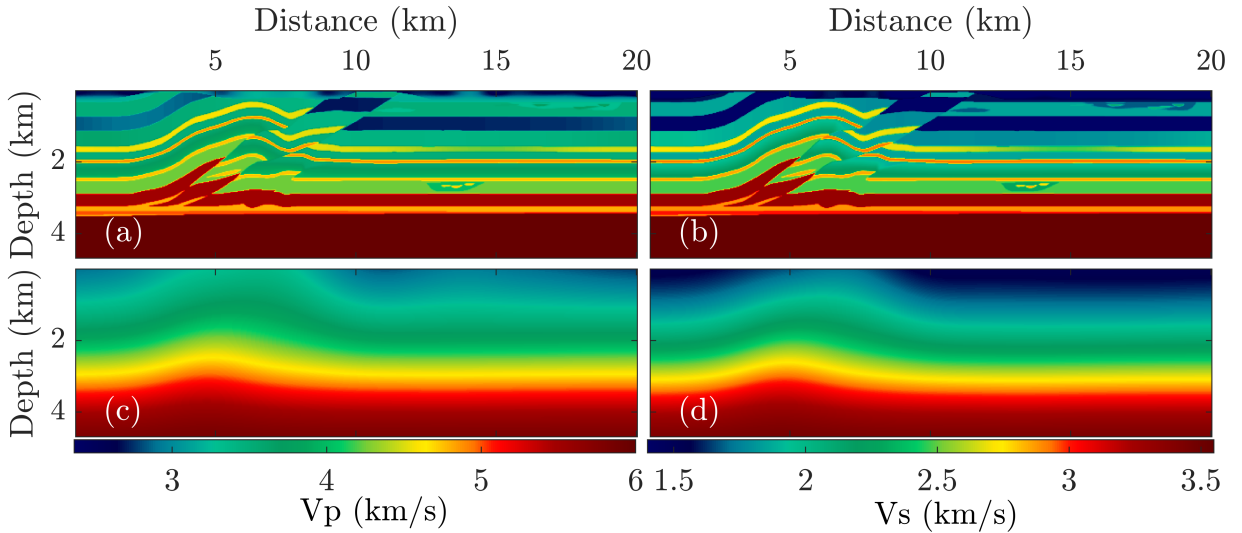 Distance (km) Distance (km)
5 10 15 20 5 10 15 20
Depth (km) 2 4 (a) (b)
Depth (km) 2 4 (c) (d)
3 4 5 6 1.5 2 2.5 3 3.5
Vp (km/s) Vs (km/s)